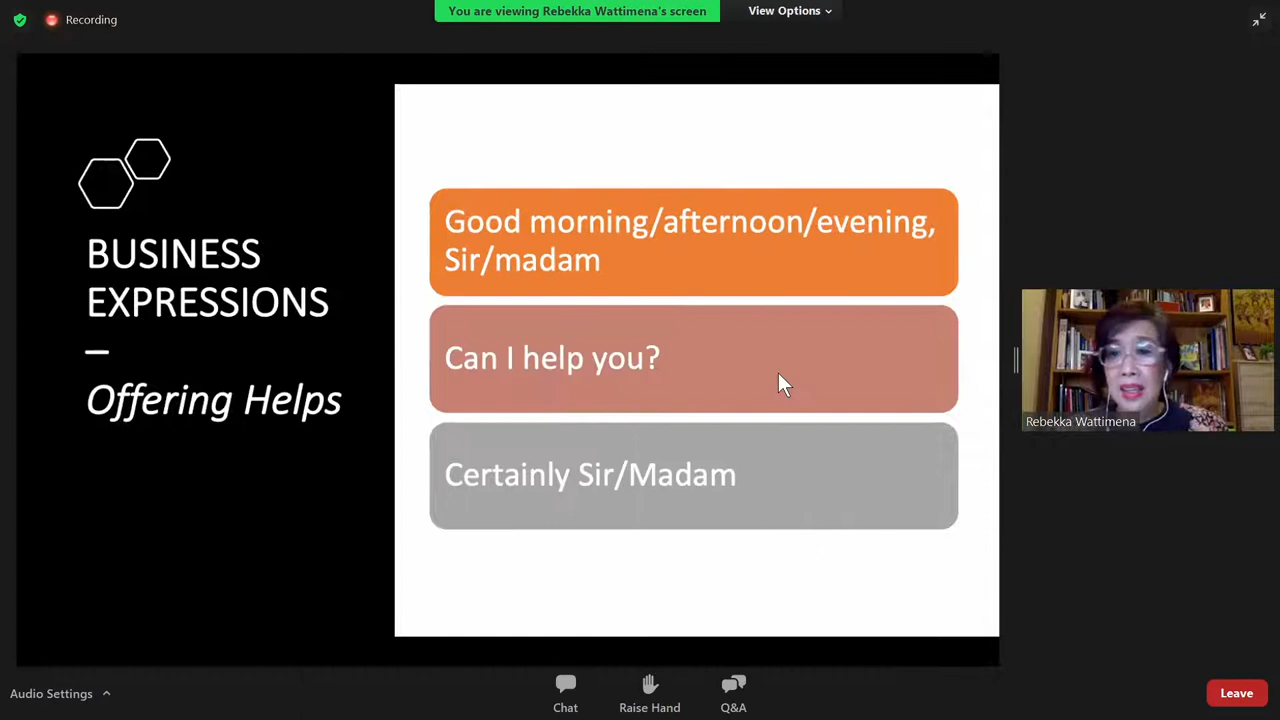 Recording
You are viewing Rebekka Wattimena's screen
View Options
BUSINESS
EXPRESSIONS
–
Offering Helps
Good morning/afternoon/evening,
Sir/madam
Can I help you?
Certainly Sir/Madam
Rebekka Wattimena
Audio Settings
Chat
Raise Hand
Q&A
Leave